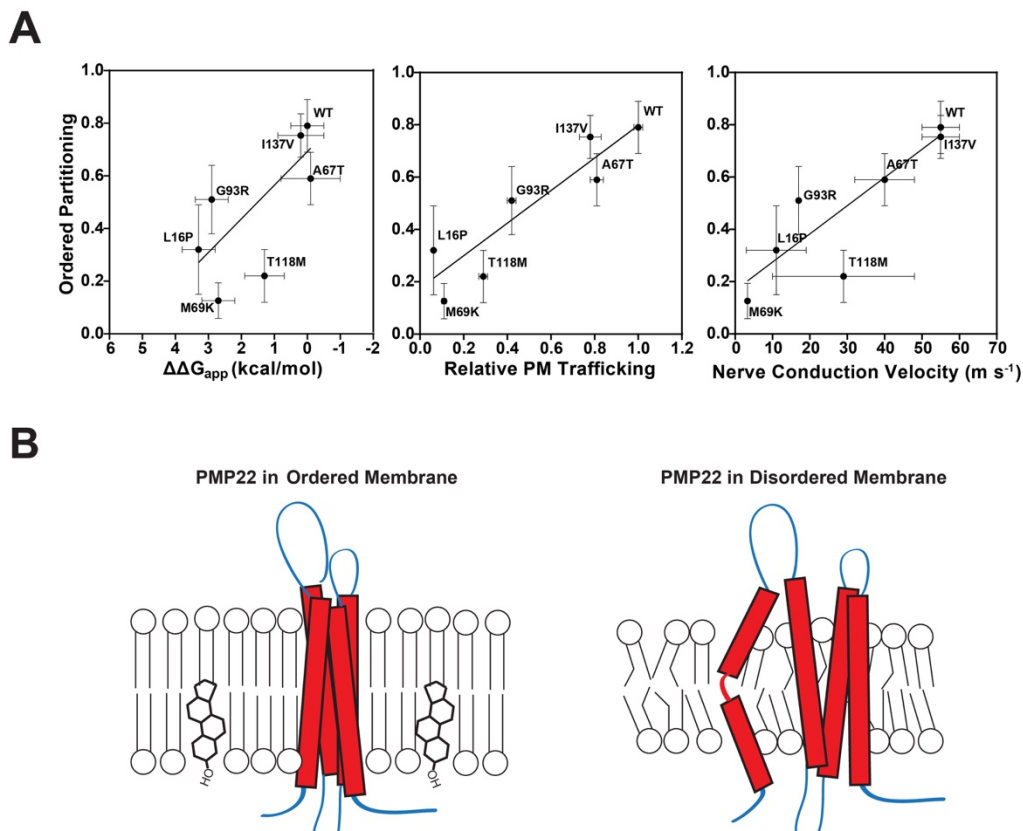 A
Ordered Partitioning
1.0
0.8
0.6
0.4
0.2
0.0
WT
I137V
A67T
G93R
L16P
T118M
M69K
6 5 4 3 2 1 0 -1 -2
ΔΔGapp (kcal/mol)
1.0
0.8
0.6
0.4
0.2
0.0
WT
I137V
A67T
G93R
L16P
T118M
M69K
0.0 0.2 0.4 0.6 0.8 1.0 1.2
Relative PM Trafficking
1.0
0.8
0.6
0.4
0.2
0.0
WT
I137V
A67T
G93R
L16P
T118M
M69K
0 10 20 30 40 50 60 70
Nerve Conduction Velocity (m s⁻¹)
B
PMP22 in Ordered Membrane
PMP22 in Disordered Membrane
HO
OH